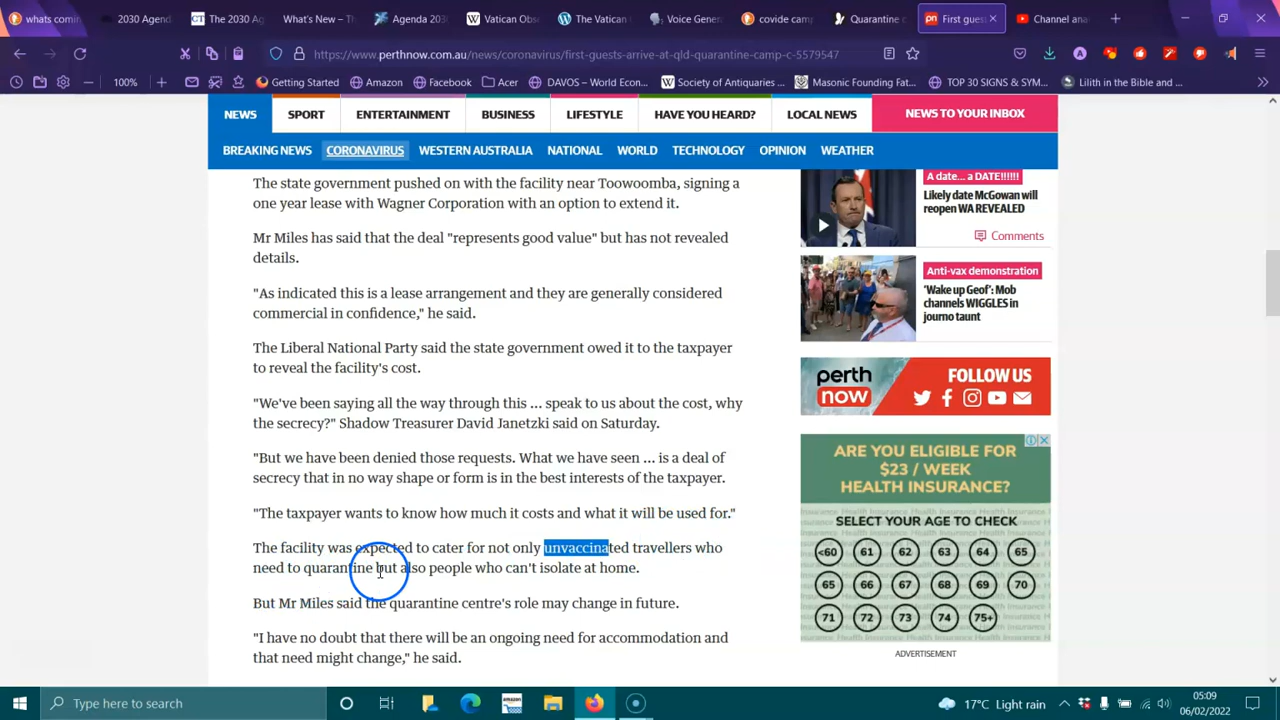 whats comin
2030 Agend
The 2030 Ag
What's New – T
Agenda 203
Vatican Obs
The Vatican
Voice Gener
covide camp
Quarantine c
First gues
Channel ana
https://www.perthnow.com.au/news/coronavirus/first-guests-arrive-at-qld-quarantine-camp-c-5579547
100%
Getting Started
Amazon
Facebook
Acer
DAVOS – World Econ...
Society of Antiquaries ...
Masonic Founding Fat...
TOP 30 SIGNS & SYM...
Lilith in the Bible and ...
NEWS
SPORT
ENTERTAINMENT
BUSINESS
LIFESTYLE
HAVE YOU HEARD?
LOCAL NEWS
NEWS TO YOUR INBOX
BREAKING NEWS
CORONAVIRUS
WESTERN AUSTRALIA
NATIONAL
WORLD
TECHNOLOGY
OPINION
WEATHER
The state government pushed on with the facility near Toowoomba, signing a
one year lease with Wagner Corporation with an option to extend it.
Mr Miles has said that the deal "represents good value" but has not revealed
details.
"As indicated this is a lease arrangement and they are generally considered
commercial in confidence," he said.
The Liberal National Party said the state government owed it to the taxpayer
to reveal the facility's cost.
"We've been saying all the way through this ... speak to us about the cost, why
the secrecy?" Shadow Treasurer David Janetzki said on Saturday.
"But we have been denied those requests. What we have seen ... is a deal of
secrecy that in no way shape or form is in the best interests of the taxpayer.
"The taxpayer wants to know how much it costs and what it will be used for."
The facility was expected to cater for not only unvaccinated travellers who
need to quarantine but also people who can't isolate at home.
But Mr Miles said the quarantine centre's role may change in future.
"I have no doubt that there will be an ongoing need for accommodation and
that need might change," he said.
A date... a DATE!!!!!!
Likely date McGowan will
reopen WA REVEALED
Comments
Anti-vax demonstration
'Wake up Geof': Mob
channels WIGGLES in
journo taunt
perth
now
FOLLOW US
ARE YOU ELIGIBLE FOR
$23 / WEEK
HEALTH INSURANCE?
SELECT YOUR AGE TO CHECK
<60 61 62 63 64 65
65 66 67 68 69 70
71 72 73 74 75+
ADVERTISEMENT
Type here to search
17°C Light rain
05:09
06/02/2022